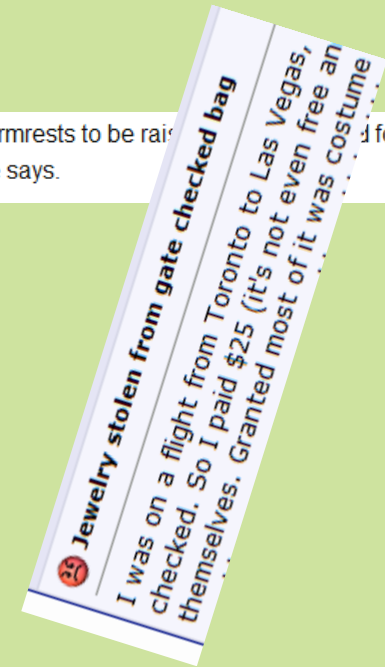 rmrests to be rai
says.
Jewelry stolen from gate checked bag
I was on a flight from Toronto to Las Vegas,
checked. So I paid $25 (it's not even free an
themselves. Granted most of it was costume